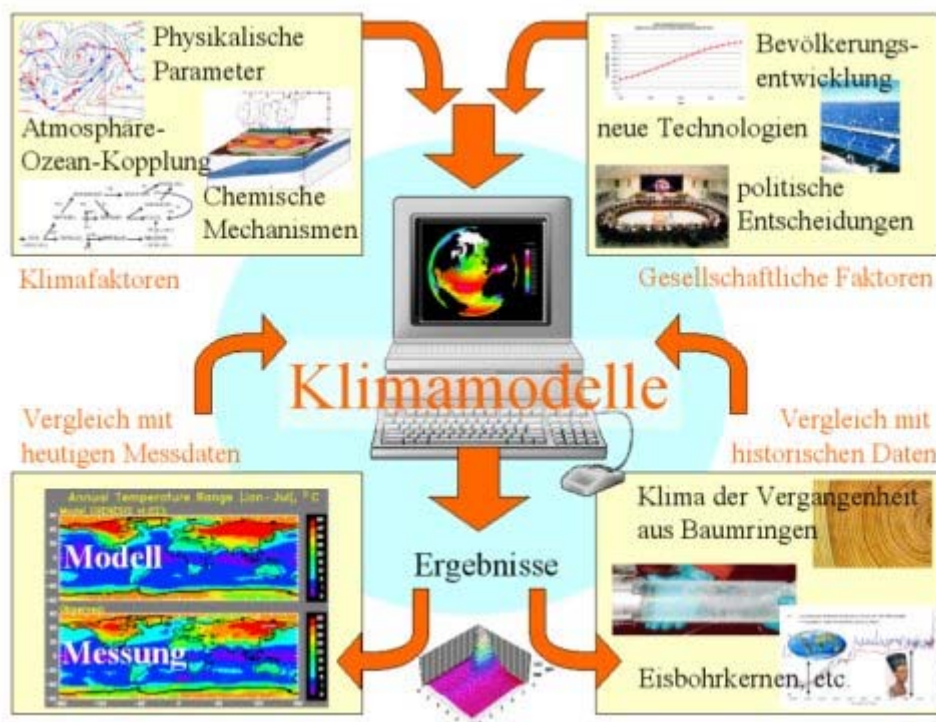 Physikalische
Parameter
Atmosphäre-
Ozean-Kopplung
Chemische
Mechanismen
Klimafaktoren
Bevölkerungs-
entwicklung
neue Technologien
politische
Entscheidungen
Gesellschaftliche Faktoren
Klimamodelle
Vergleich mit
heutigen Messdaten
Vergleich mit
historischen Daten
Annual Temperature Range (Jan-Jul), °C
Modell
Messung
Ergebnisse
Klima der Vergangenheit
aus Baumringen
Eisbohrkernen, etc.